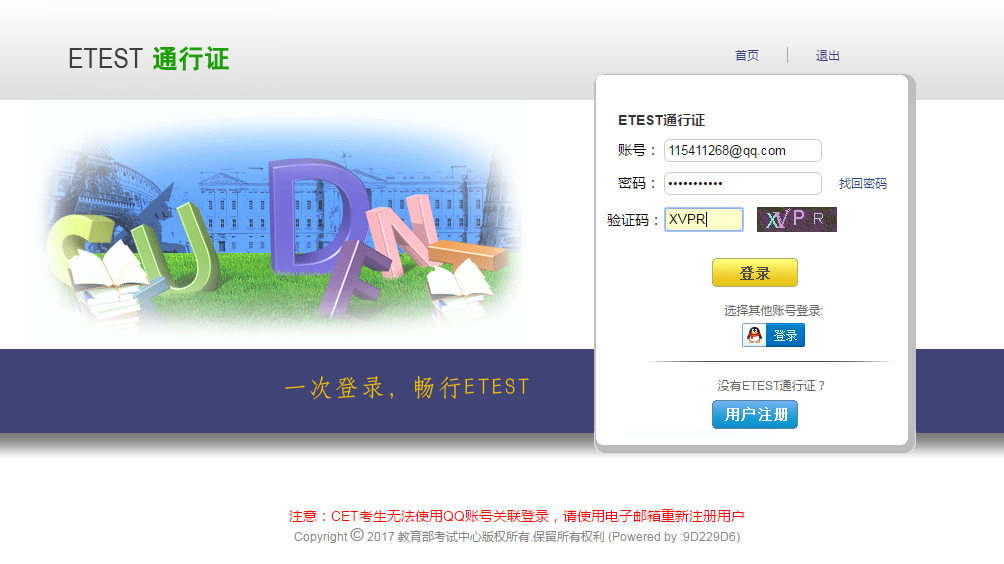 ETEST 通行证
首页 退出
ETEST通行证
账号： 115411268@qq.com
密码： •••••••••••
找回密码
验证码： XVPR
XVPR
登录
选择其他账号登录:
登录
没有ETEST通行证？
用户注册
一次登录，畅行ETEST
注意：CET考生无法使用QQ账号关联登录，请使用电子邮箱重新注册用户
Copyright © 2017 教育部考试中心版权所有.保留所有权利 (Powered by :9D229D6)